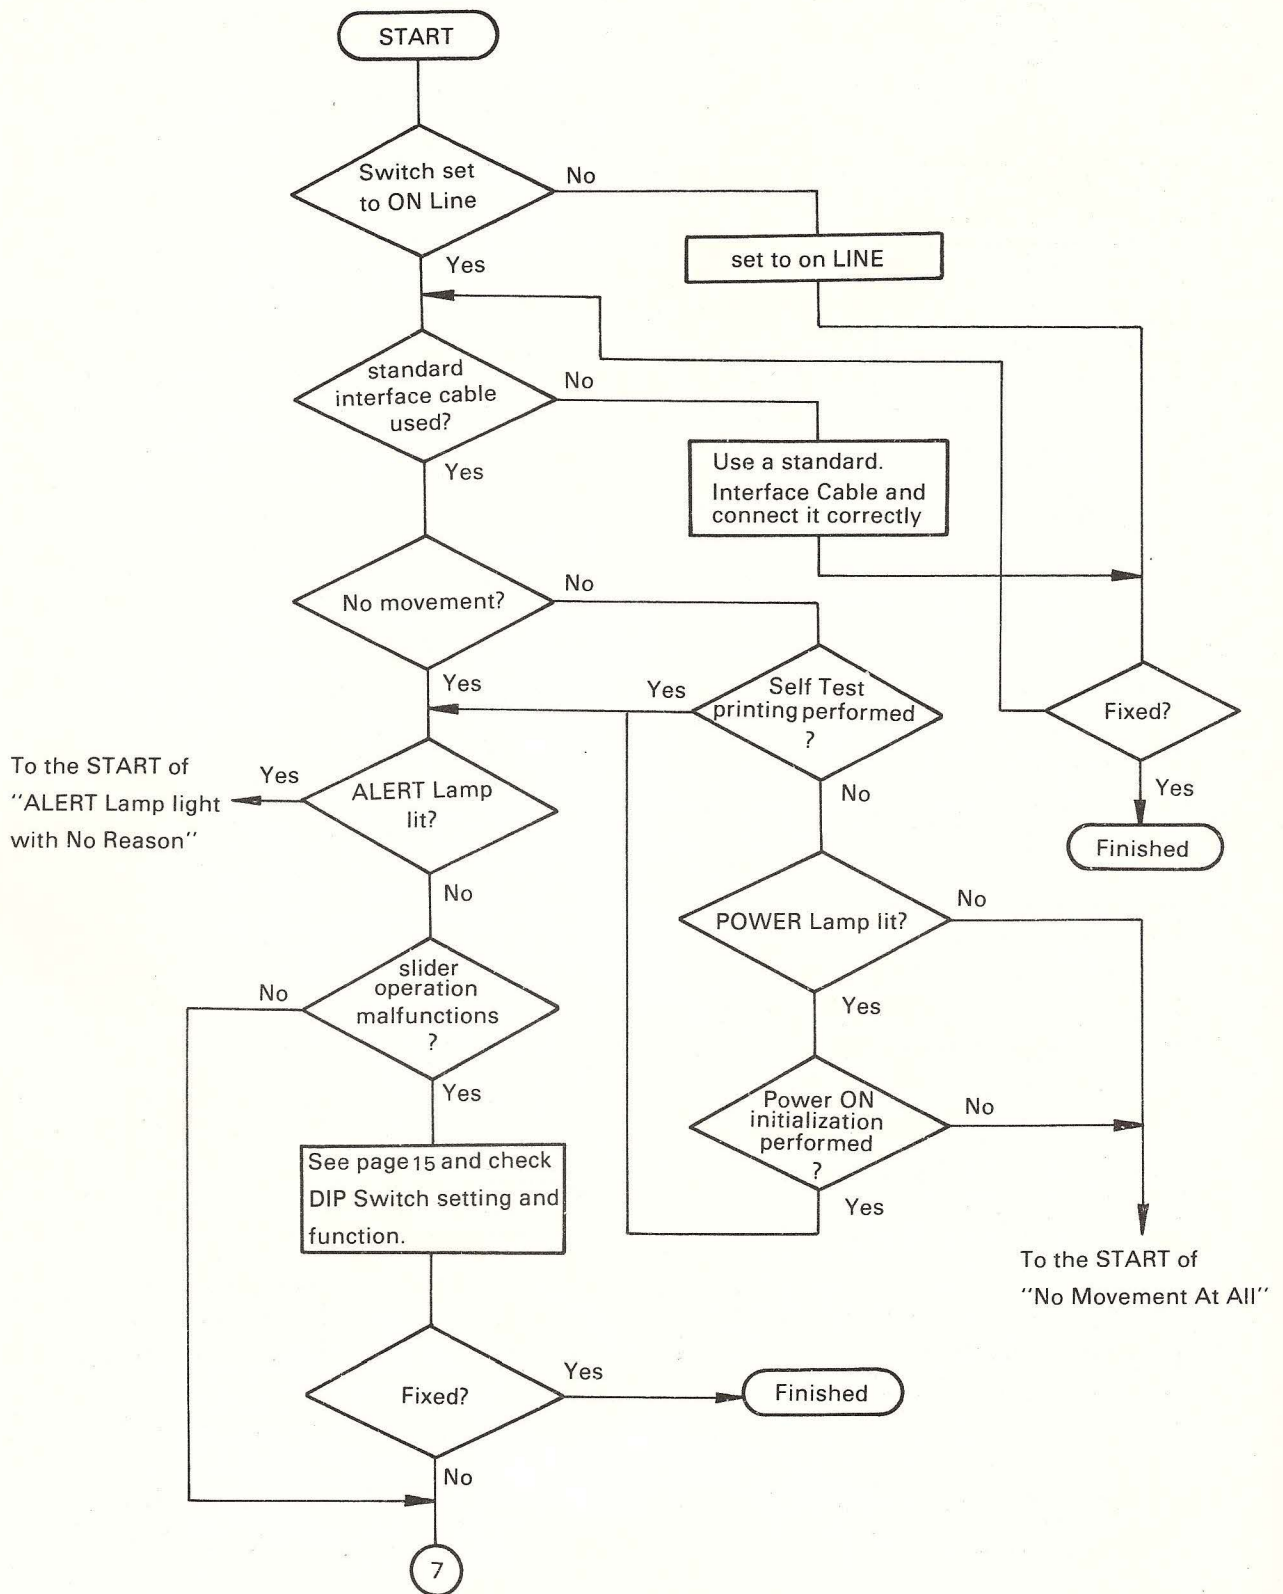 START
Switch set
to ON Line
No
Yes
set to on LINE
standard
interface cable
used?
No
Yes
Use a standard.
Interface Cable and
connect it correctly
No movement?
No
Yes
Self Test
printing performed
?
Yes
No
Fixed?
Yes
Finished
ALERT Lamp
lit?
Yes
To the START of
"ALERT Lamp light
with No Reason"
No
POWER Lamp lit?
No
Yes
slider
operation
malfunctions
?
No
Yes
Power ON
initialization
performed
?
No
Yes
To the START of
"No Movement At All"
See page 15 and check
DIP Switch setting and
function.
Fixed?
Yes
Finished
No
7